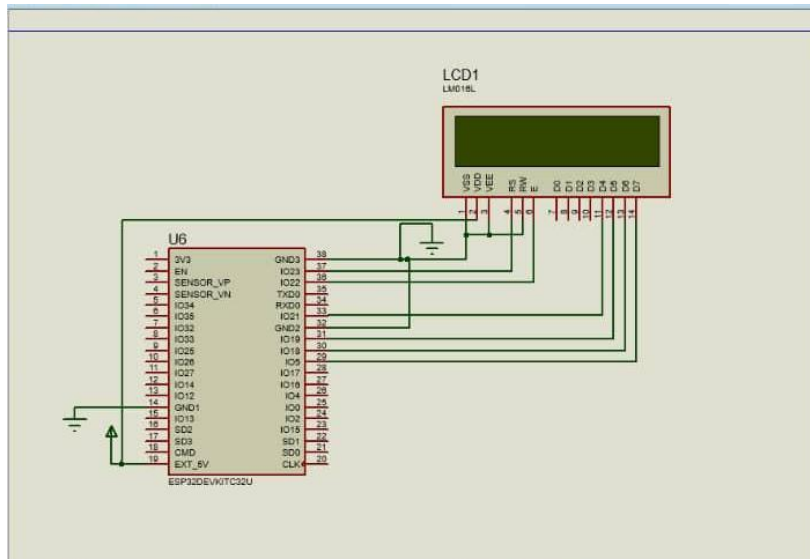 LCD1
LM016L
VSS VDD VEE RS RW E D0 D1 D2 D3 D4 D5 D6 D7
1 2 3 4 5 6 7 8 9 10 11 12 13 14
U6
1 3V3 GND3 38
2 EN IO23 37
3 SENSOR_VP IO22 36
4 SENSOR_VN TXD0 35
5 IO34 RXD0 34
6 IO35 IO21 33
7 IO32 GND2 32
8 IO33 IO19 31
9 IO25 IO18 30
10 IO26 IO5 29
11 IO27 IO17 28
12 IO14 IO16 27
13 IO12 IO4 26
14 GND1 IO0 25
15 IO13 IO2 24
16 SD2 IO15 23
17 SD3 SD1 22
18 CMD SD0 21
19 EXT_5V CLK 20
ESP32DEVKITC32U